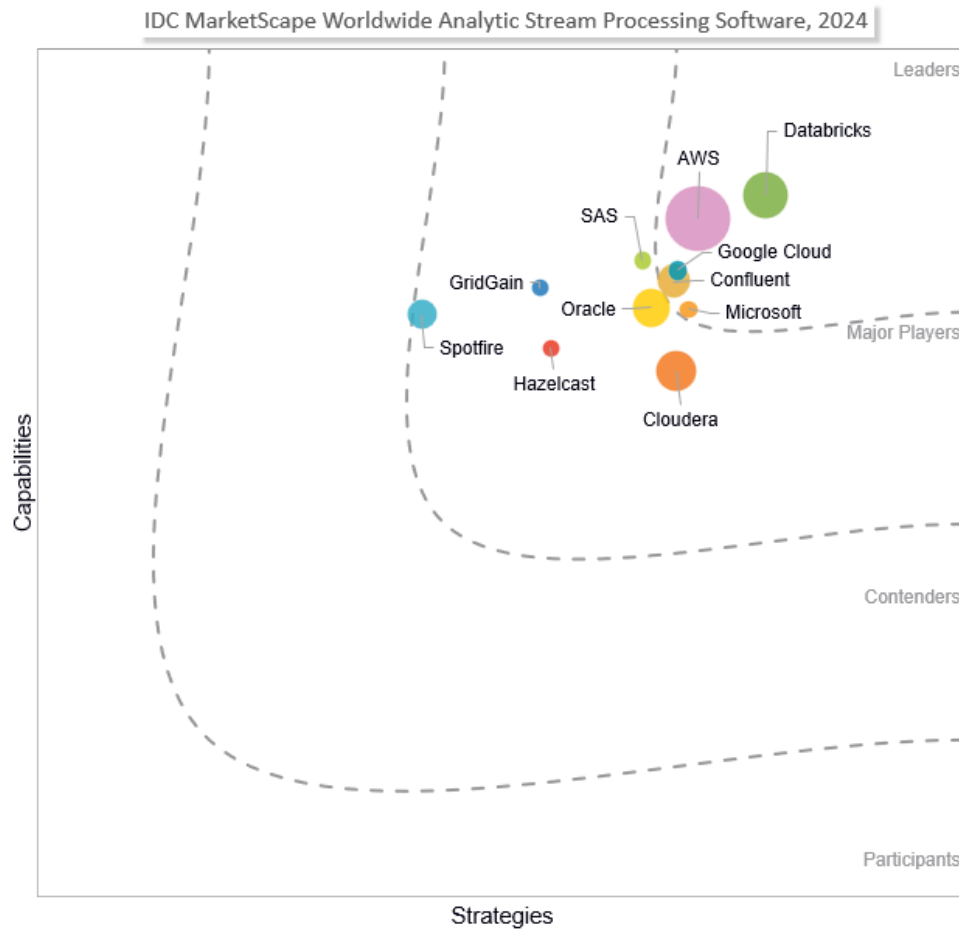 IDC MarketScape Worldwide Analytic Stream Processing Software, 2024
Leaders
Databricks
AWS
SAS
Google Cloud
GridGain
Confluent
Oracle
Microsoft
Major Players
Spotfire
Hazelcast
Cloudera
Capabilities
Contenders
Participants
Strategies